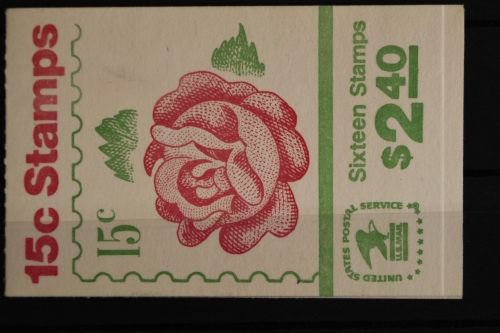 15c Stamps
15c
Sixteen Stamps
$2.40
UNITED STATES POSTAL SERVICE
U.S.MAIL